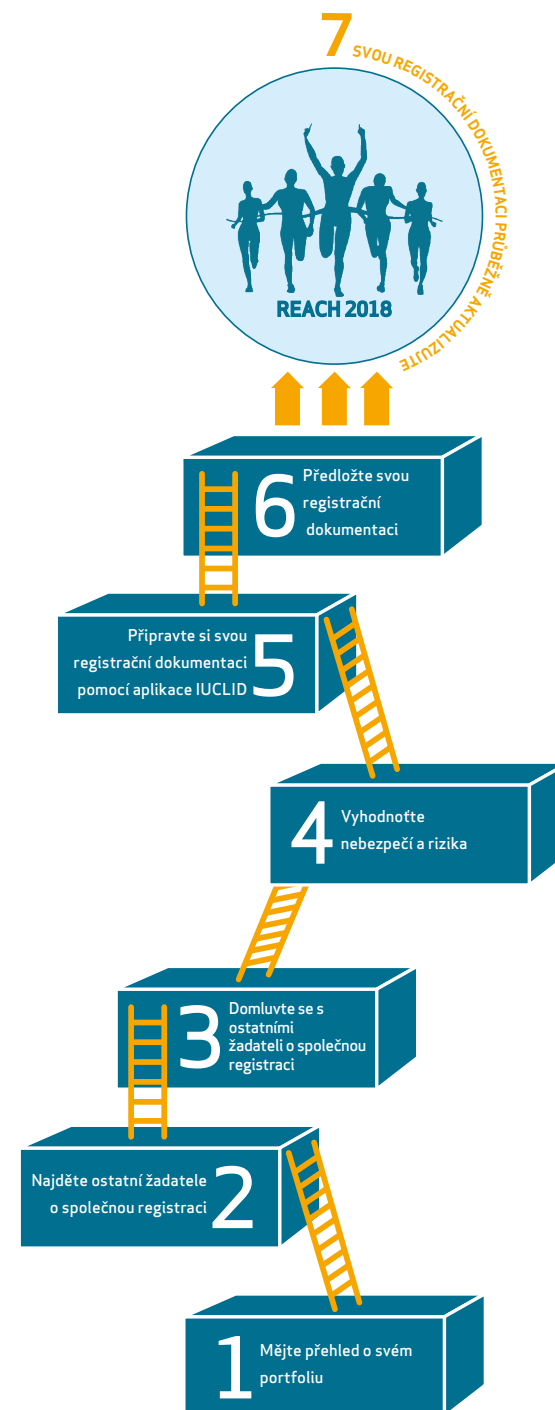 7 SVOU REGISTRAČNÍ DOKUMENTACI PRŮBĚŽNĚ AKTUALIZUJTE
REACH 2018
6
Předložte svou
registrační
dokumentaci
Připravte si svou
registrační dokumentaci
pomocí aplikace IUCLID
5
4
Vyhodnoťte
nebezpečí a rizika
3
Domluvte se s
ostatními
žadateli o společnou
registraci
Najděte ostatní žadatele
o společnou registraci
2
1
Mějte přehled o svém
portfoliu